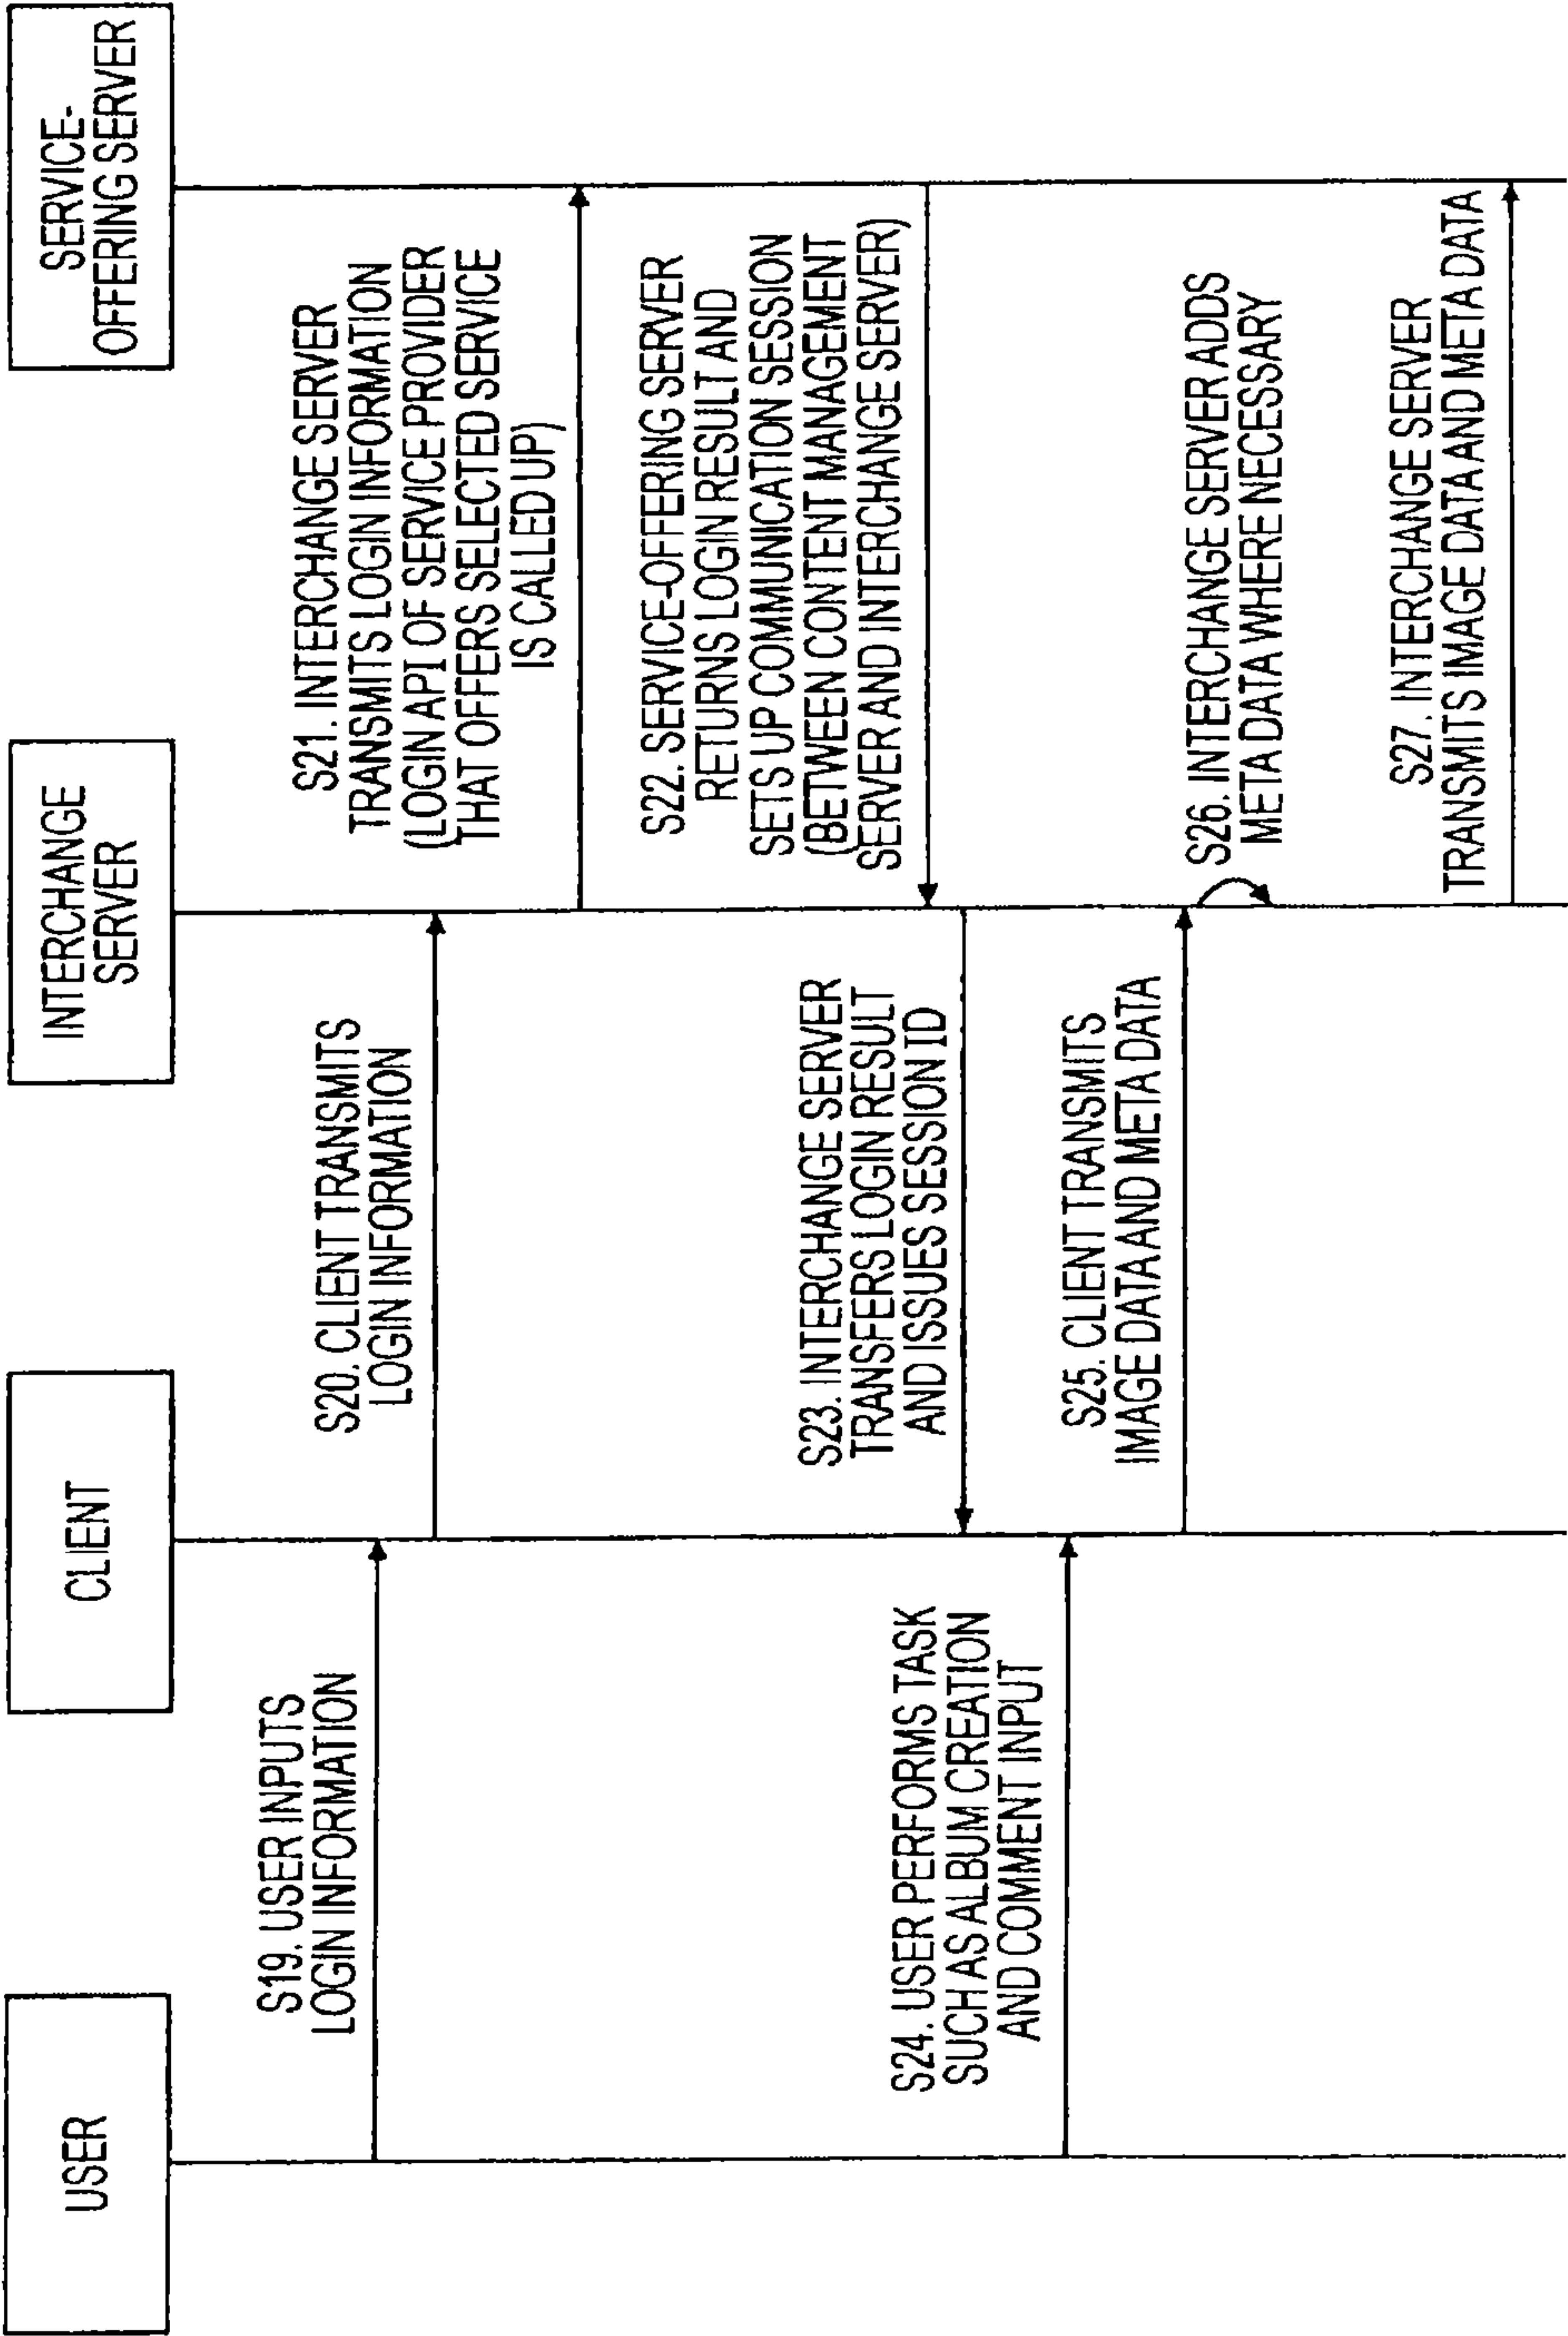 USER
CLIENT
INTERCHANGE
SERVER
SERVICE-
OFFERING SERVER
S19. USER INPUTS
LOGIN INFORMATION
S20. CLIENT TRANSMITS
LOGIN INFORMATION
S21. INTERCHANGE SERVER
TRANSMITS LOGIN INFORMATION
(LOGIN API OF SERVICE PROVIDER
THAT OFFERS SELECTED SERVICE
IS CALLED UP)
S22. SERVICE-OFFERING SERVER
RETURNS LOGIN RESULT AND
SETS UP COMMUNICATION SESSION
(BETWEEN CONTENT MANAGEMENT
SERVER AND INTERCHANGE SERVER)
S23. INTERCHANGE SERVER
TRANSFERS LOGIN RESULT
AND ISSUES SESSION ID
S24. USER PERFORMS TASK
SUCH AS ALBUM CREATION
AND COMMENT INPUT
S25. CLIENT TRANSMITS
IMAGE DATA AND META DATA
S26. INTERCHANGE SERVER ADDS
META DATA WHERE NECESSARY
S27. INTERCHANGE SERVER
TRANSMITS IMAGE DATA AND META DATA